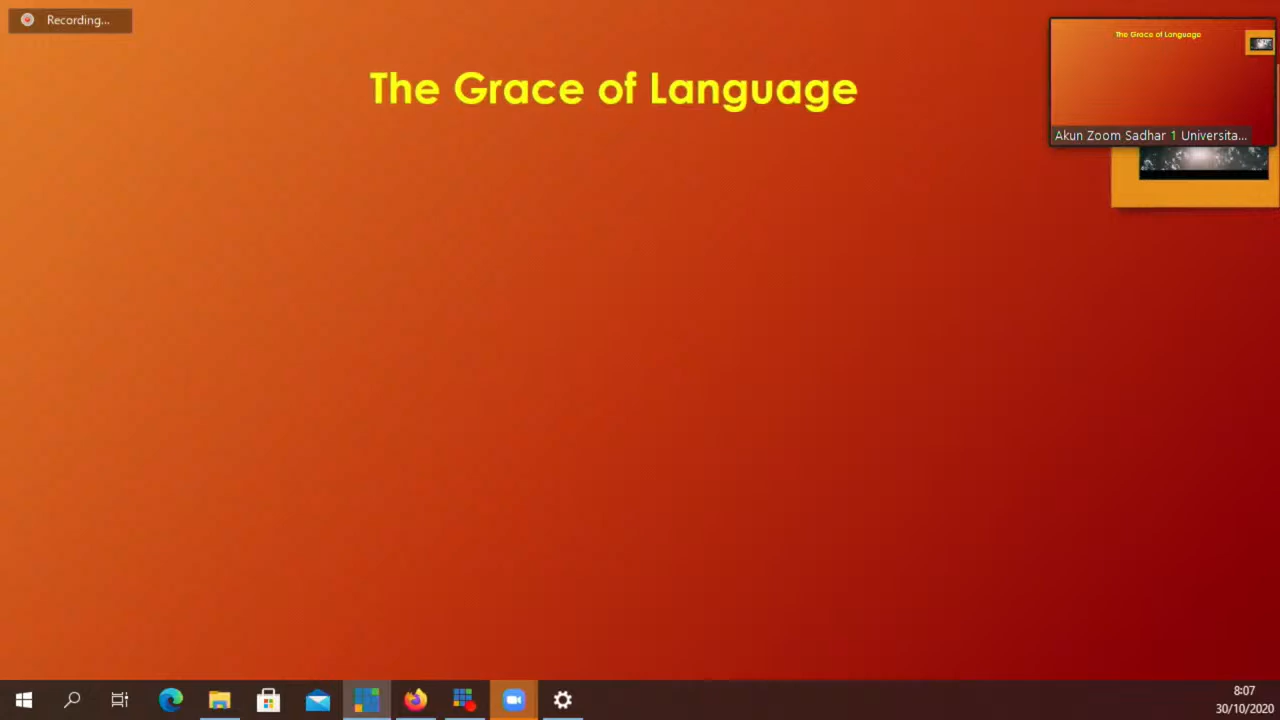 Recording...
The Grace of Language
The Grace of Language
Akun Zoom Sadhar 1 Universita...
8:07
30/10/2020